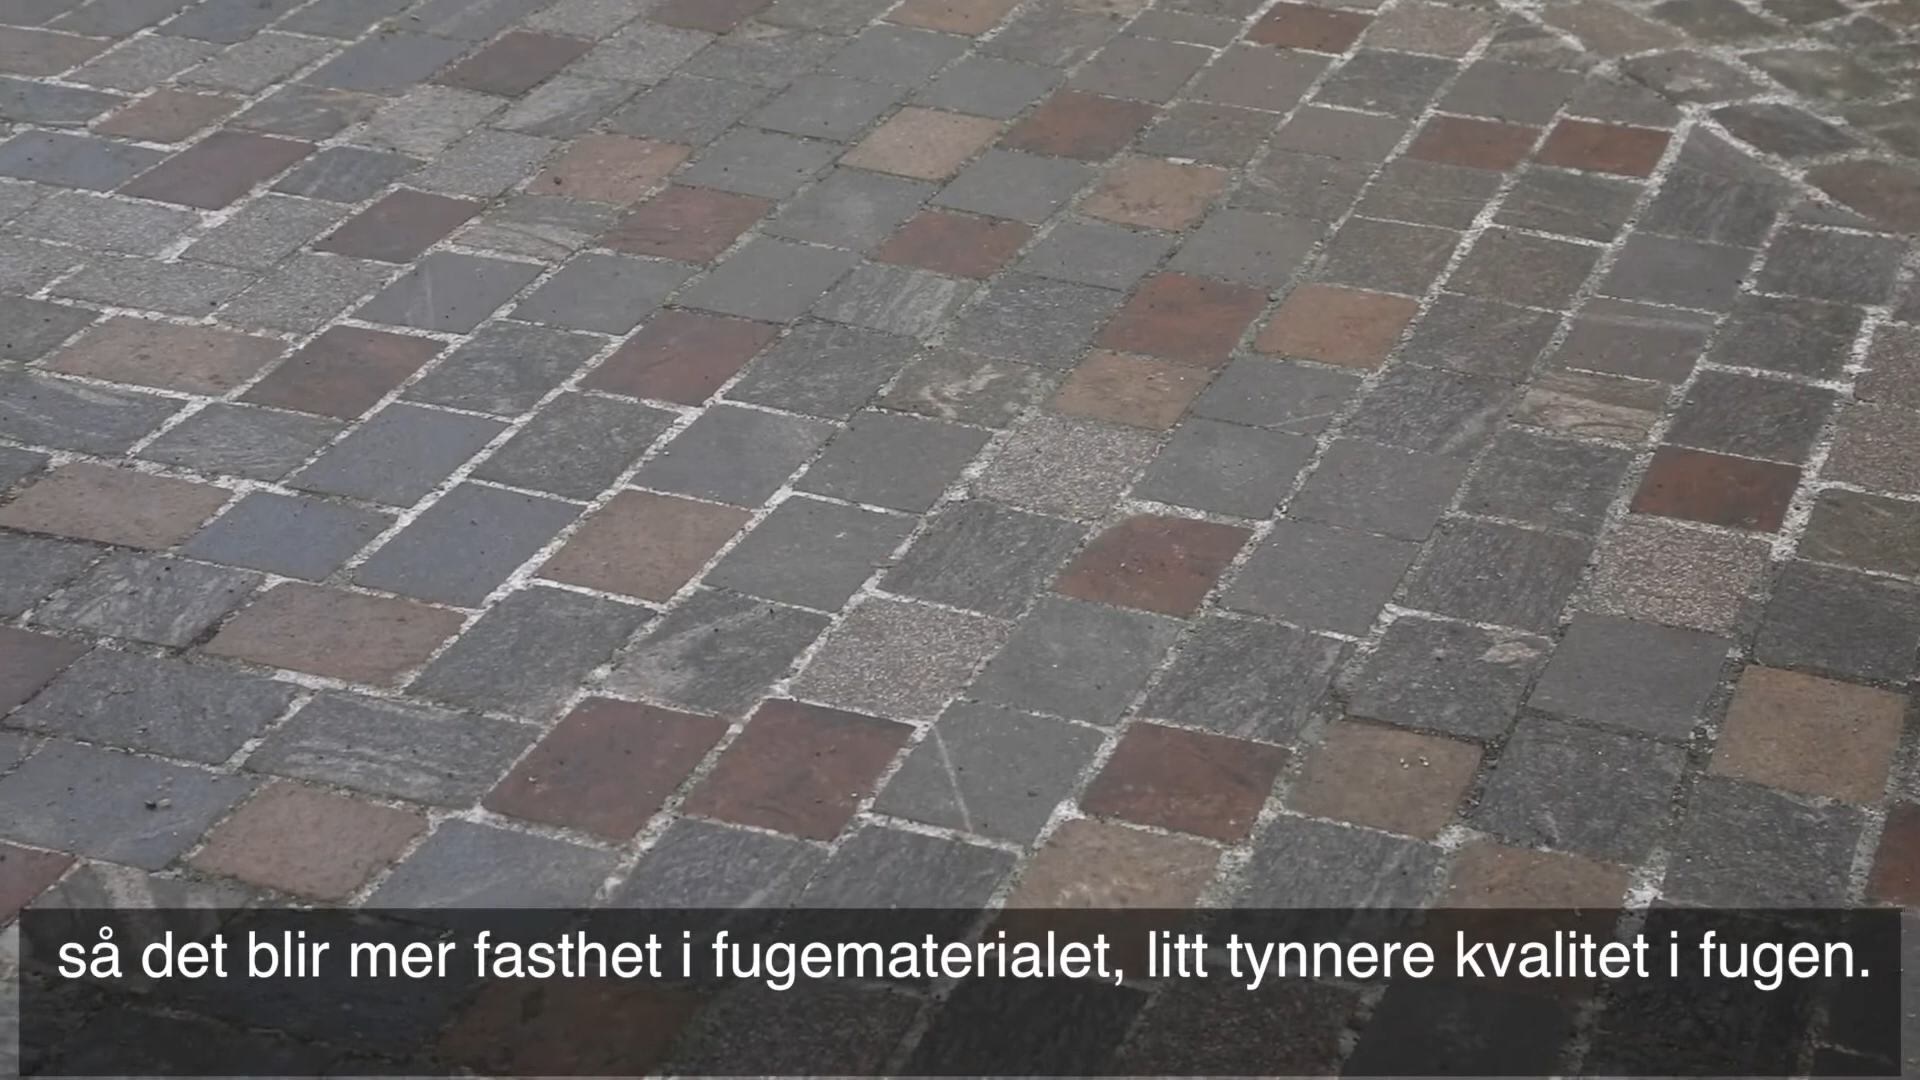 så det blir mer fasthet i fugematerialet, litt tynnere kvalitet i fugen.